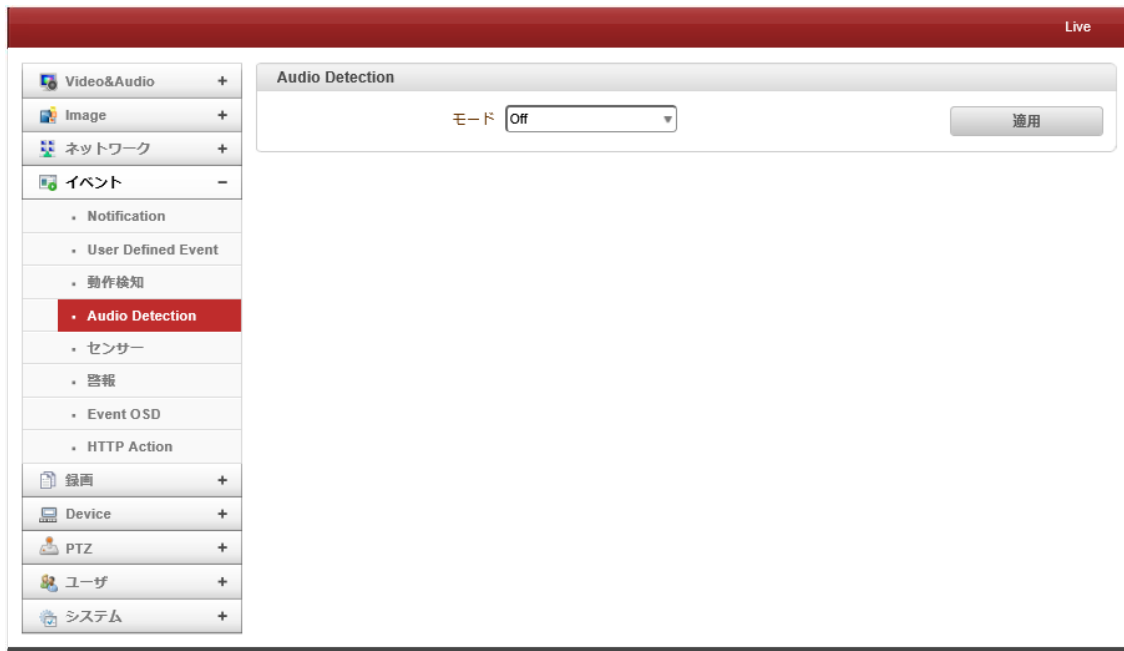 Live
Video&Audio +
Image +
ネットワーク +
イベント -
Notification
User Defined Event
動作検知
Audio Detection
センサー
警報
Event OSD
HTTP Action
録画 +
Device +
PTZ +
ユーザ +
システム +
Audio Detection
モード Off 適用